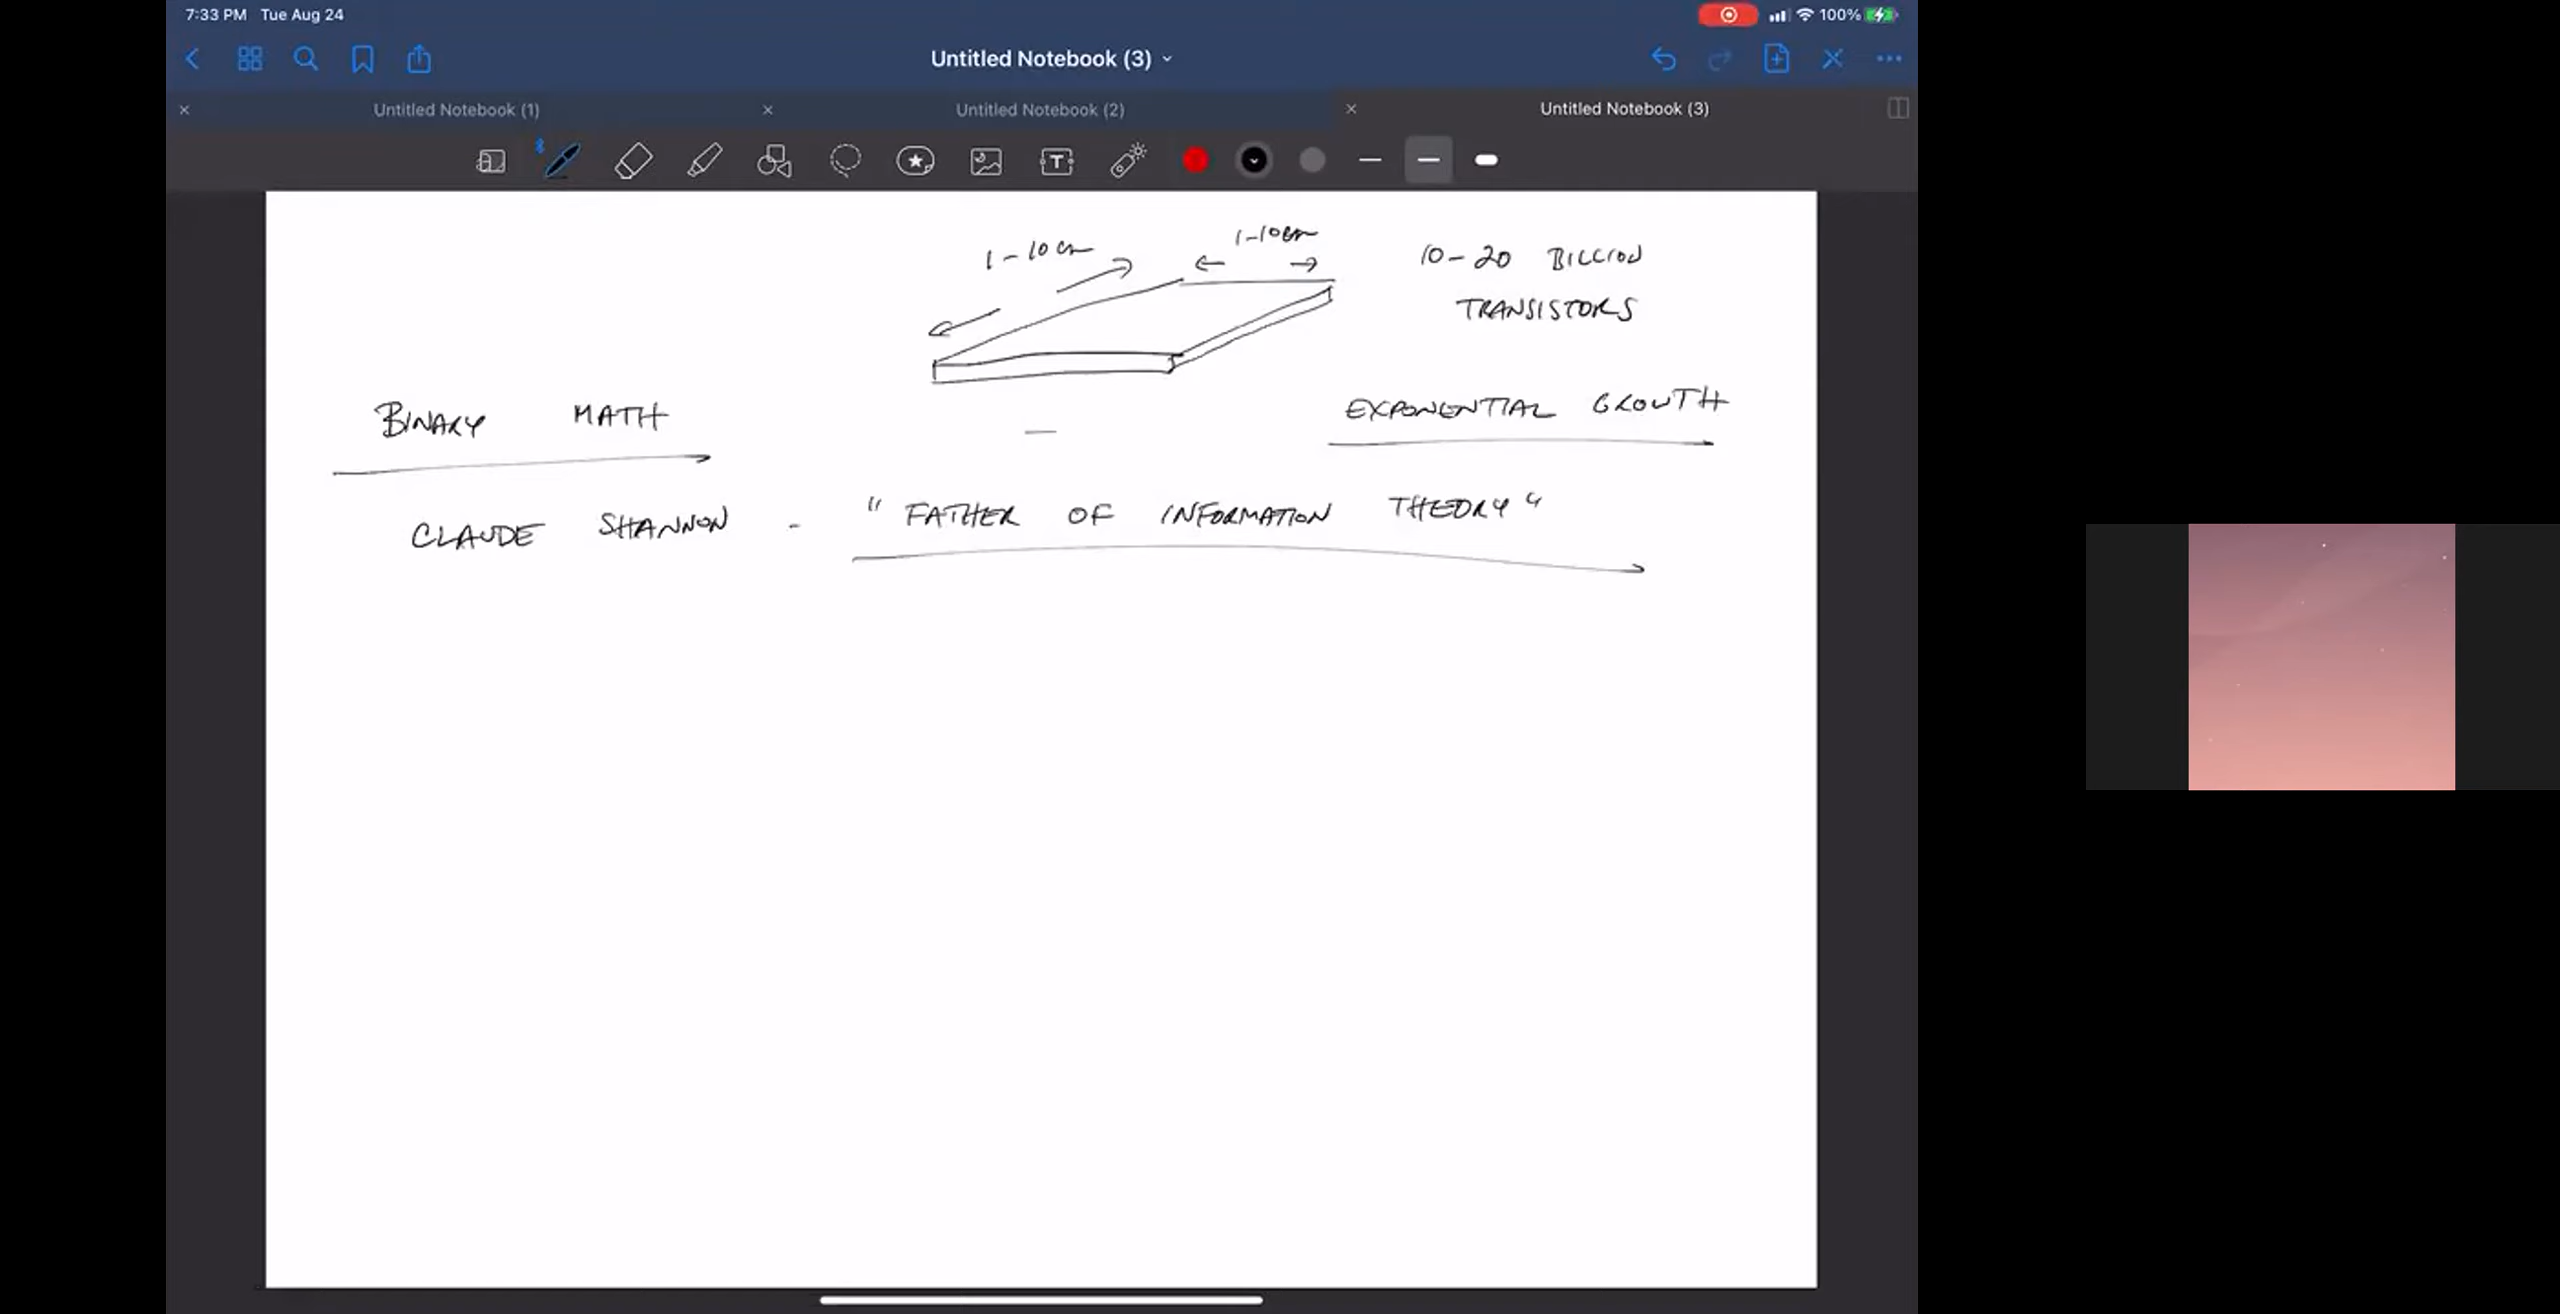 7:33 PM Tue Aug 24
100%
Untitled Notebook (3)
Untitled Notebook (1)
Untitled Notebook (2)
Untitled Notebook (3)
1-10cm
1-10cm
10-20 BILLION
TRANSISTORS
BINARY MATH
EXPONENTIAL GROWTH
CLAUDE SHANNON - "FATHER OF INFORMATION THEORY"